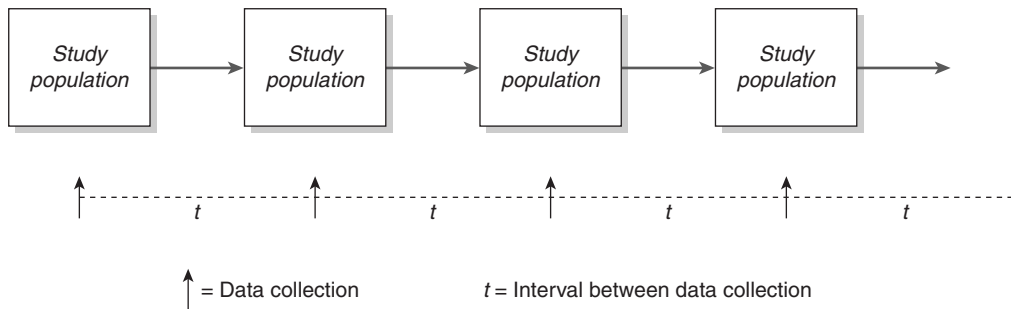 Study
population
Study
population
Study
population
Study
population
t
t
t
t
= Data collection
t = Interval between data collection